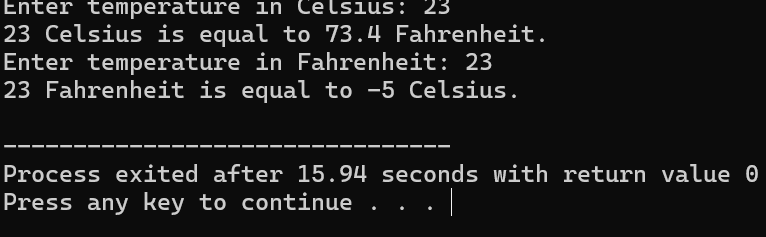 Enter temperature in Celsius: 23
23 Celsius is equal to 73.4 Fahrenheit.
Enter temperature in Fahrenheit: 23
23 Fahrenheit is equal to -5 Celsius.
--------------------------------
Process exited after 15.94 seconds with return value 0
Press any key to continue . . .